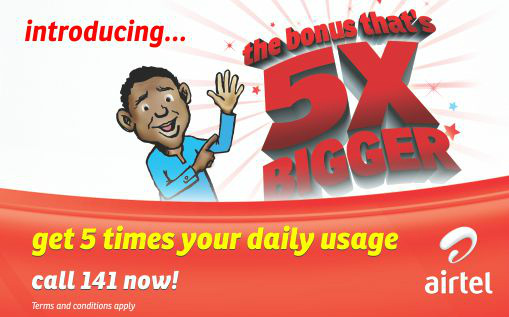 introducing...
the bonus that's
5X
BIGGER
get 5 times your daily usage
call 141 now!
airtel
Terms and conditions apply